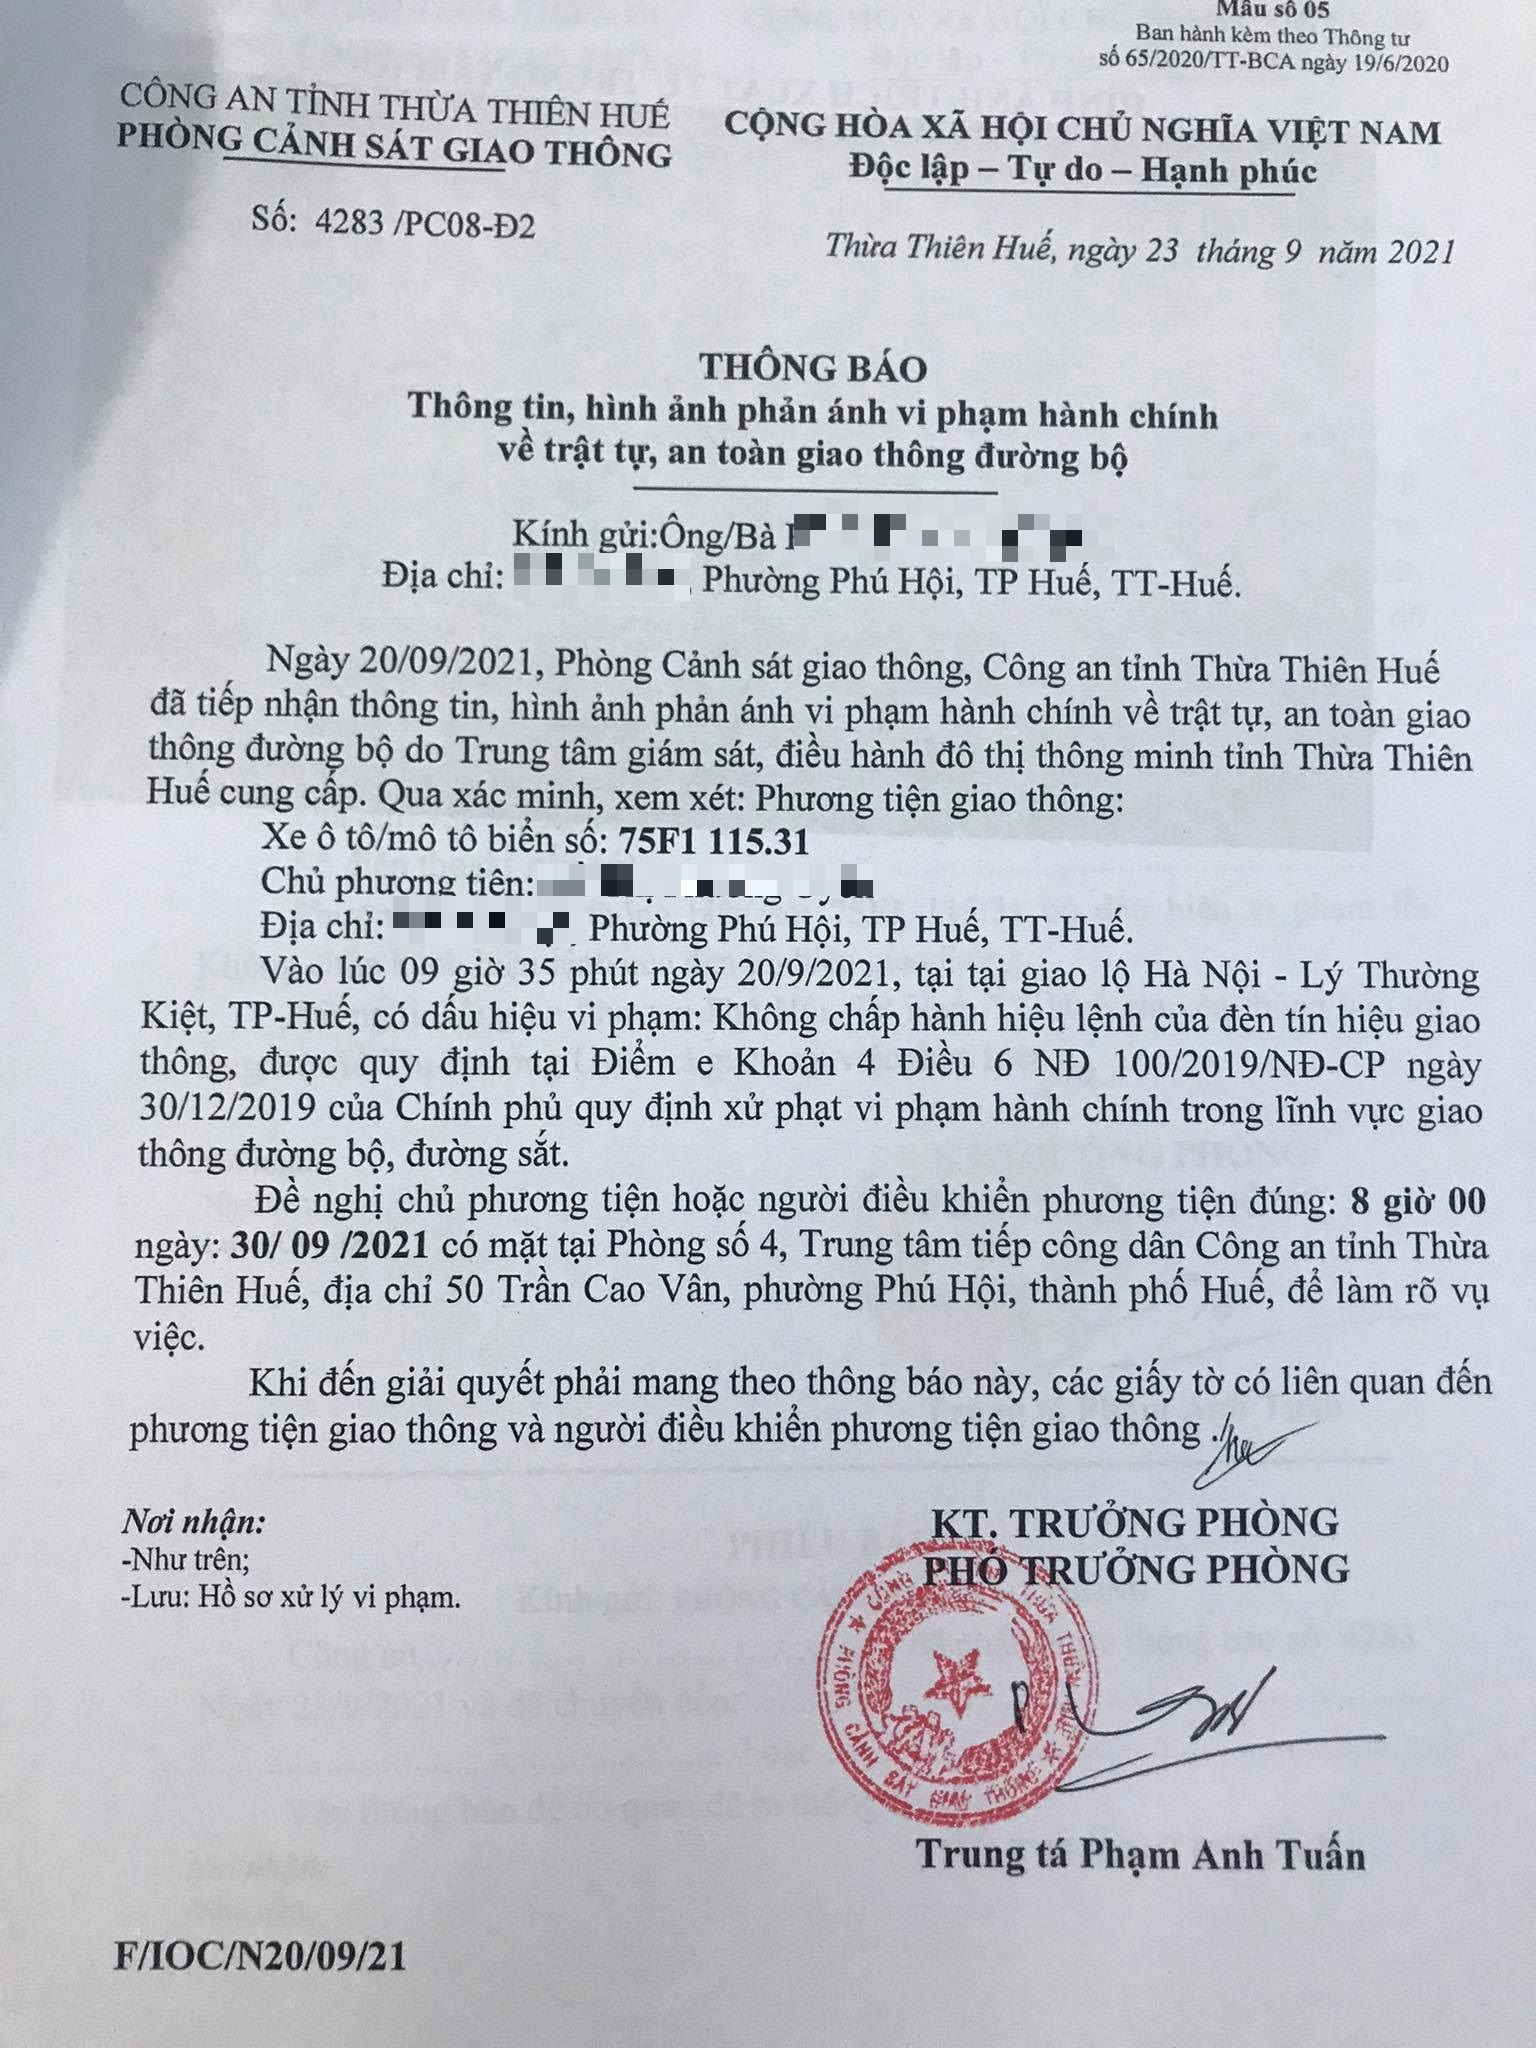 Mẫu số 05
Ban hành kèm theo Thông tư
số 65/2020/TT-BCA ngày 19/6/2020
CÔNG AN TỈNH THỪA THIÊN HUẾ
PHÒNG CẢNH SÁT GIAO THÔNG
CỘNG HÒA XÃ HỘI CHỦ NGHĨA VIỆT NAM
Độc lập – Tự do – Hạnh phúc
Số: 4283 /PC08-Đ2
Thừa Thiên Huế, ngày 23 tháng 9 năm 2021
THÔNG BÁO
Thông tin, hình ảnh phản ánh vi phạm hành chính
về trật tự, an toàn giao thông đường bộ
Kính gửi:Ông/Bà
Địa chỉ: , Phường Phú Hội, TP Huế, TT-Huế.
Ngày 20/09/2021, Phòng Cảnh sát giao thông, Công an tỉnh Thừa Thiên Huế
đã tiếp nhận thông tin, hình ảnh phản ánh vi phạm hành chính về trật tự, an toàn giao
thông đường bộ do Trung tâm giám sát, điều hành đô thị thông minh tỉnh Thừa Thiên
Huế cung cấp. Qua xác minh, xem xét: Phương tiện giao thông:
Xe ô tô/mô tô biển số: 75F1 115.31
Chủ phương tiện:
Địa chỉ: , Phường Phú Hội, TP Huế, TT-Huế.
Vào lúc 09 giờ 35 phút ngày 20/9/2021, tại tại giao lộ Hà Nội - Lý Thường
Kiệt, TP-Huế, có dấu hiệu vi phạm: Không chấp hành hiệu lệnh của đèn tín hiệu giao
thông, được quy định tại Điểm e Khoản 4 Điều 6 NĐ 100/2019/NĐ-CP ngày
30/12/2019 của Chính phủ quy định xử phạt vi phạm hành chính trong lĩnh vực giao
thông đường bộ, đường sắt.
Đề nghị chủ phương tiện hoặc người điều khiển phương tiện đúng: 8 giờ 00
ngày: 30/ 09 /2021 có mặt tại Phòng số 4, Trung tâm tiếp công dân Công an tỉnh Thừa
Thiên Huế, địa chỉ 50 Trần Cao Vân, phường Phú Hội, thành phố Huế, để làm rõ vụ
việc.
Khi đến giải quyết phải mang theo thông báo này, các giấy tờ có liên quan đến
phương tiện giao thông và người điều khiển phương tiện giao thông ./
Nơi nhận:
-Như trên;
-Lưu: Hồ sơ xử lý vi phạm.
KT. TRƯỞNG PHÒNG
PHÓ TRƯỞNG PHÒNG
PHÒNG CẢNH SÁT GIAO THÔNG
Trung tá Phạm Anh Tuấn
F/IOC/N20/09/21